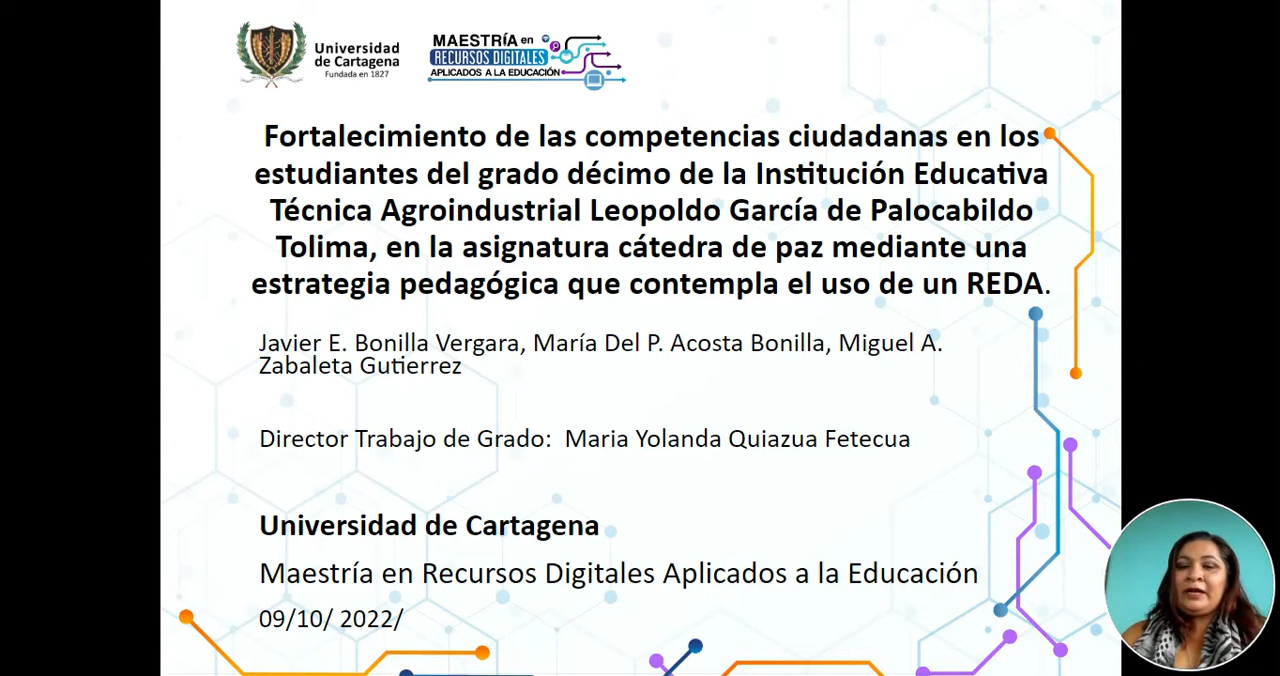 Universidad
de Cartagena
Fundada en 1827
MAESTRÍA en
RECURSOS DIGITALES
APLICADOS A LA EDUCACIÓN
Fortalecimiento de las competencias ciudadanas en los
estudiantes del grado décimo de la Institución Educativa
Técnica Agroindustrial Leopoldo García de Palocabildo
Tolima, en la asignatura cátedra de paz mediante una
estrategia pedagógica que contempla el uso de un REDA.
Javier E. Bonilla Vergara, María Del P. Acosta Bonilla, Miguel A.
Zabaleta Gutierrez
Director Trabajo de Grado:  Maria Yolanda Quiazua Fetecua
Universidad de Cartagena
Maestría en Recursos Digitales Aplicados a la Educación
09/10/ 2022/